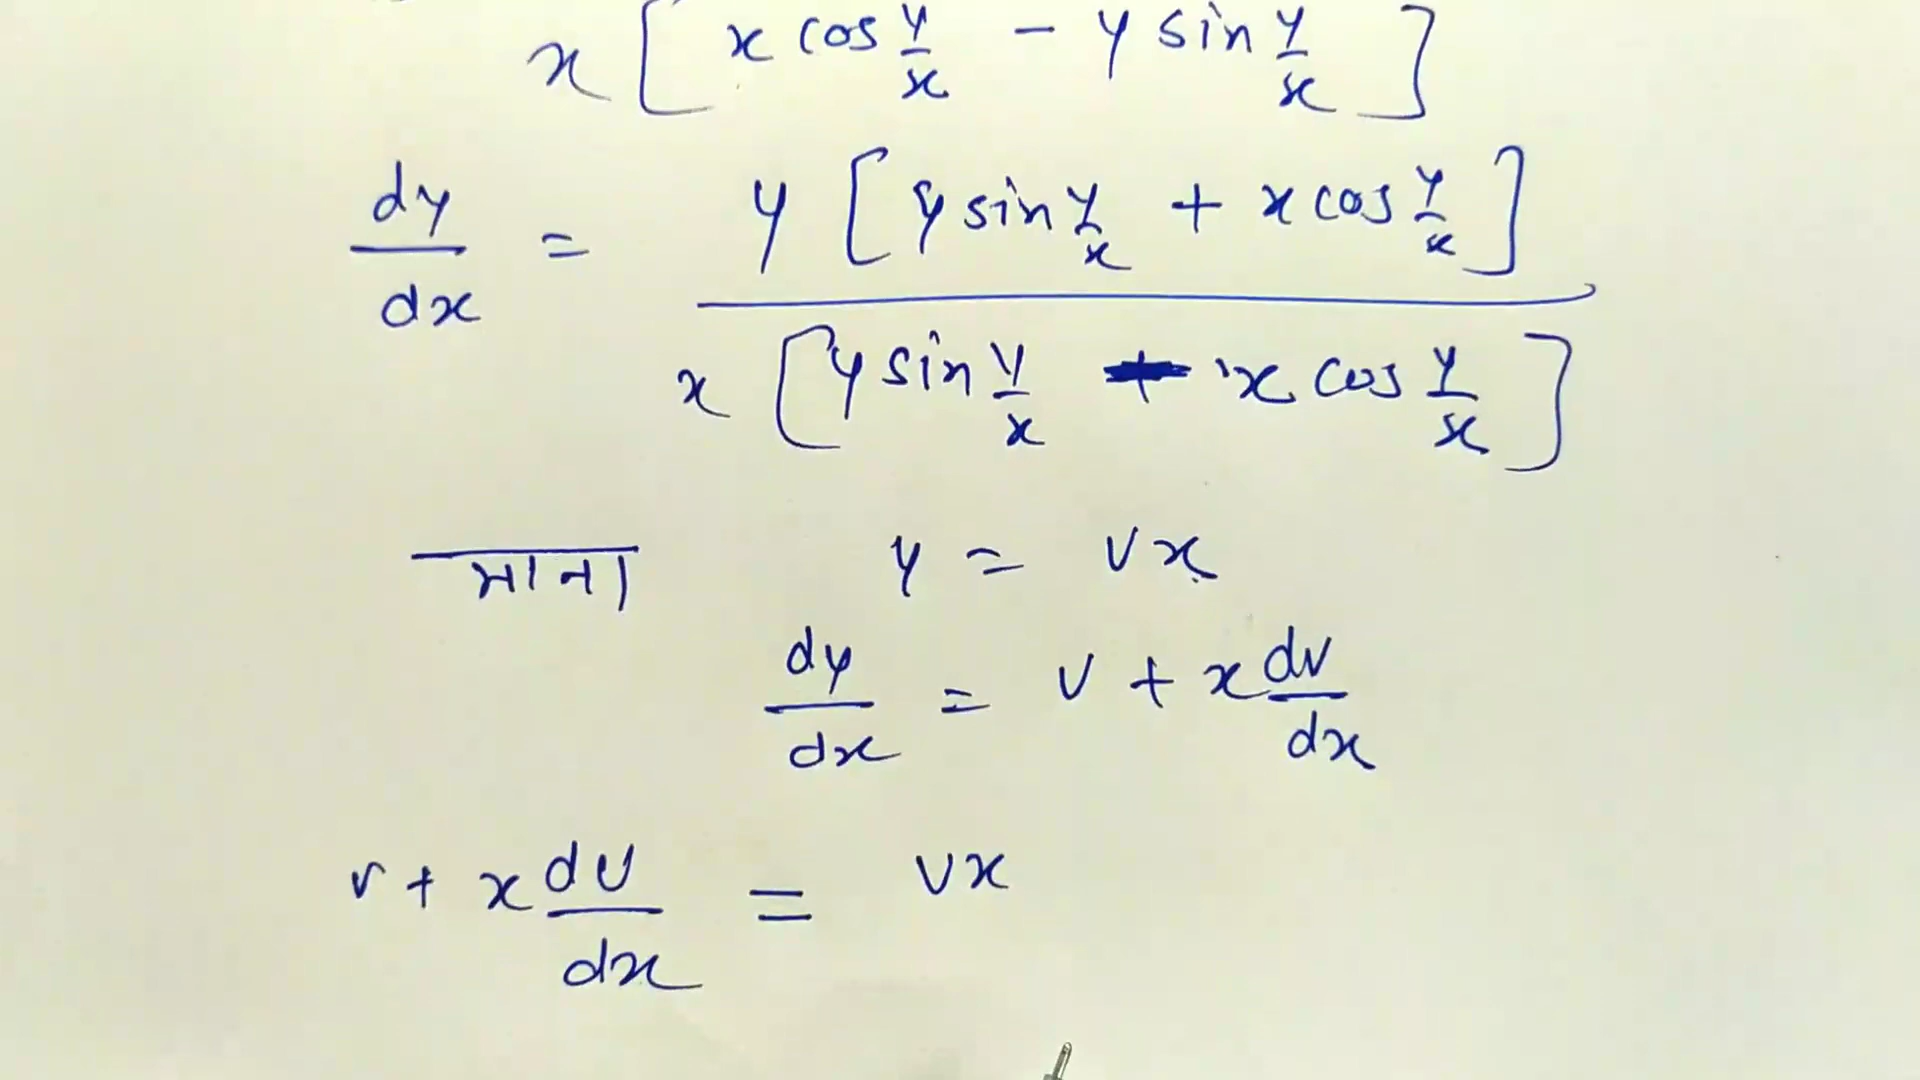 x [ x cos y/x - y sin y/x ]
dy/dx = y [ y sin y/x + x cos y/x ] / x [ y sin y/x - x cos y/x ]
माना y = vx
dy/dx = v + x dv/dx
v + x dv/dx = vx